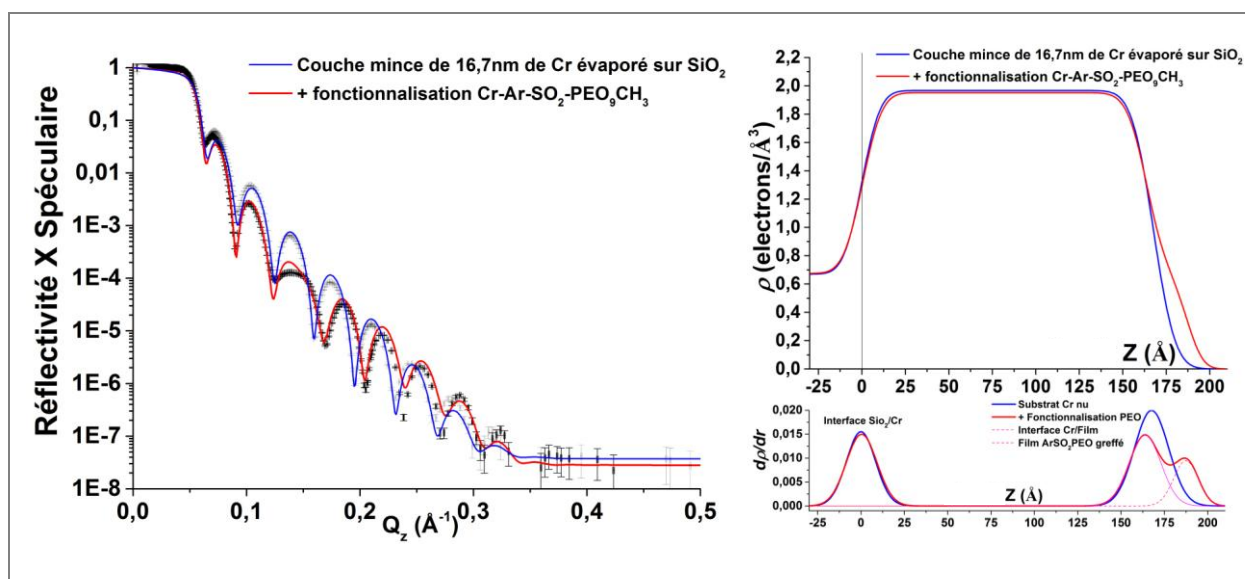 Réflectivité X Spéculaire
1
0,1
0,01
1E-3
1E-4
1E-5
1E-6
1E-7
1E-8
Couche mince de 16,7nm de Cr évaporé sur SiO2
+ fonctionnalisation Cr-Ar-SO2-PEO9CH3
0,0 0,1 0,2 0,3 0,4 0,5
Qz (Å-1)
ρ (electrons/Å3)
2,2
2,0
1,8
1,6
1,4
1,2
1,0
0,8
0,6
0,4
0,2
0,0
Couche mince de 16,7nm de Cr évaporé sur SiO2
+ fonctionnalisation Cr-Ar-SO2-PEO9CH3
Z (Å)
-25 0 25 50 75 100 125 150 175 200
dρ/dr
0,020
0,015
0,010
0,005
0,000
Interface Sio2/Cr
Substrat Cr nu
+ Fonctionnalisation PEO
Interface Cr/Film
Film ArSO2PEO greffé
Z (Å)
-25 0 25 50 75 100 125 150 175 200